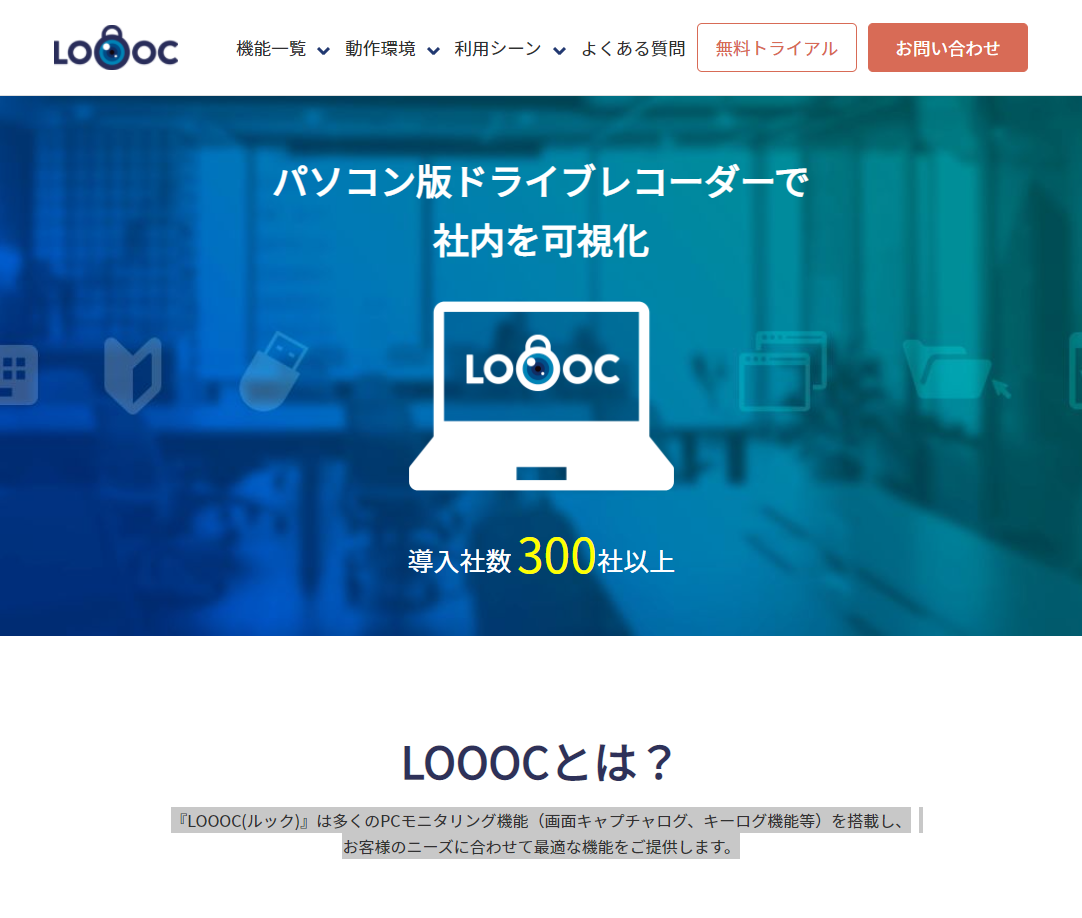 LOOOC
機能一覧 動作環境 利用シーン よくある質問 無料トライアル お問い合わせ
パソコン版ドライブレコーダーで
社内を可視化
LOOOC
導入社数 300社以上
LOOOCとは？
『LOOOC(ルック)』は多くのPCモニタリング機能（画面キャプチャログ、キーログ機能等）を搭載し、
お客様のニーズに合わせて最適な機能をご提供します。